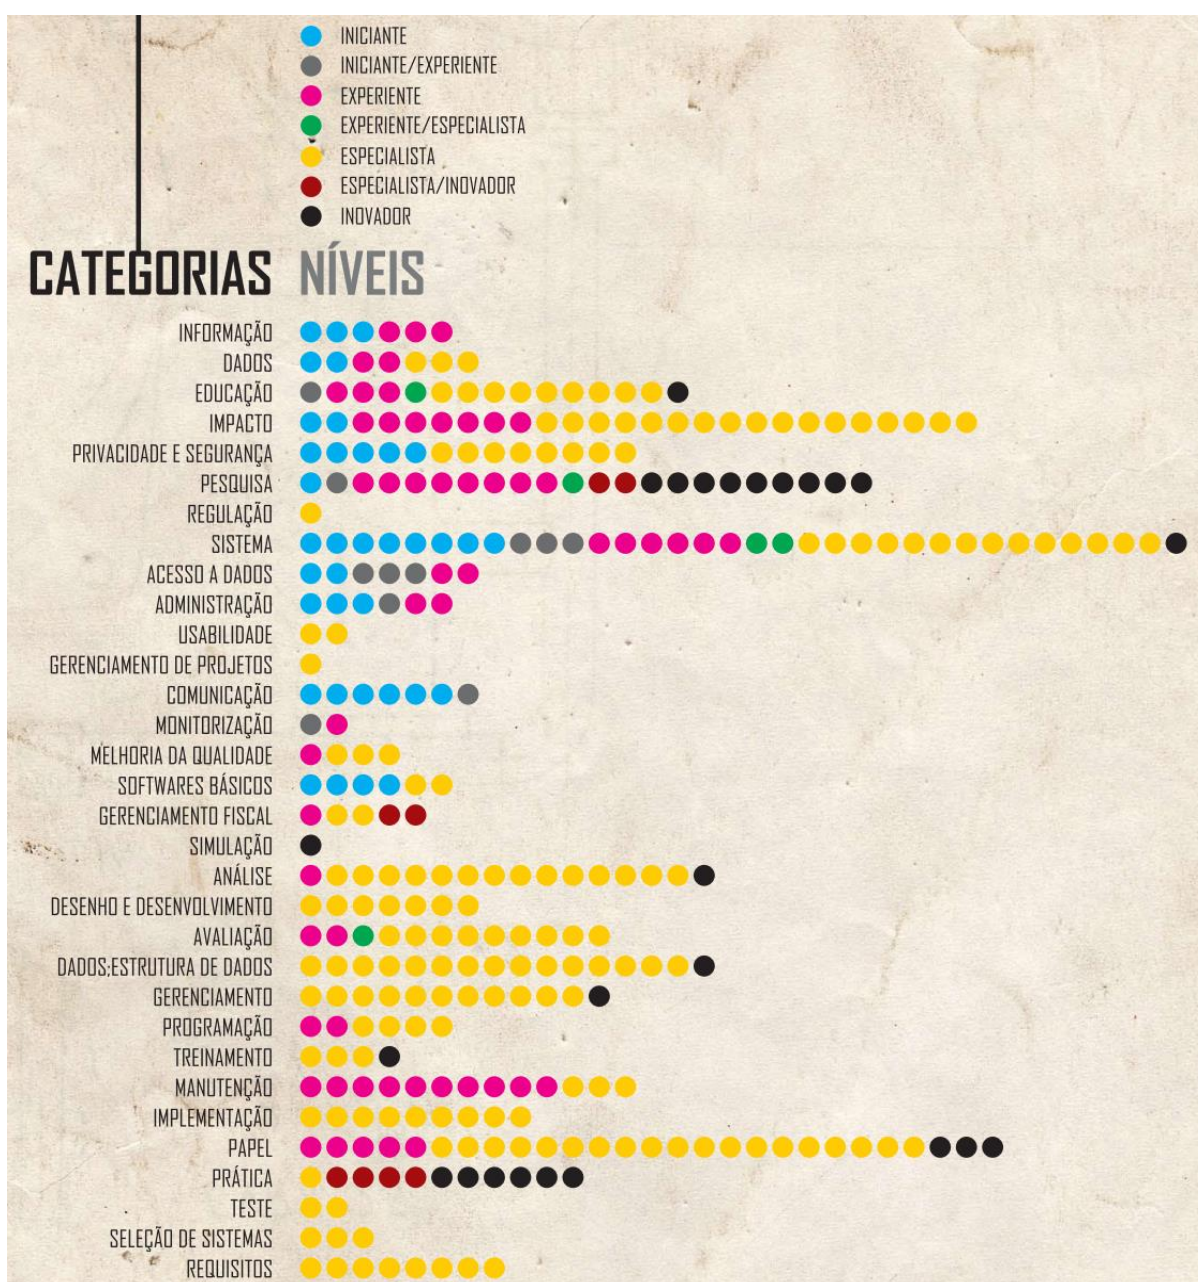 INICIANTE
INICIANTE/EXPERIENTE
EXPERIENTE
EXPERIENTE/ESPECIALISTA
ESPECIALISTA
ESPECIALISTA/INOVADOR
INOVADOR
CATEGORIAS NÍVEIS
INFORMAÇÃO
DADOS
EDUCAÇÃO
IMPACTO
PRIVACIDADE E SEGURANÇA
PESQUISA
REGULAÇÃO
SISTEMA
ACESSO A DADOS
ADMINISTRAÇÃO
USABILIDADE
GERENCIAMENTO DE PROJETOS
COMUNICAÇÃO
MONITORIZAÇÃO
MELHORIA DA QUALIDADE
SOFTWARES BÁSICOS
GERENCIAMENTO FISCAL
SIMULAÇÃO
ANÁLISE
DESENHO E DESENVOLVIMENTO
AVALIAÇÃO
DADOS;ESTRUTURA DE DADOS
GERENCIAMENTO
PROGRAMAÇÃO
TREINAMENTO
MANUTENÇÃO
IMPLEMENTAÇÃO
PAPEL
PRÁTICA
TESTE
SELEÇÃO DE SISTEMAS
REQUISITOS